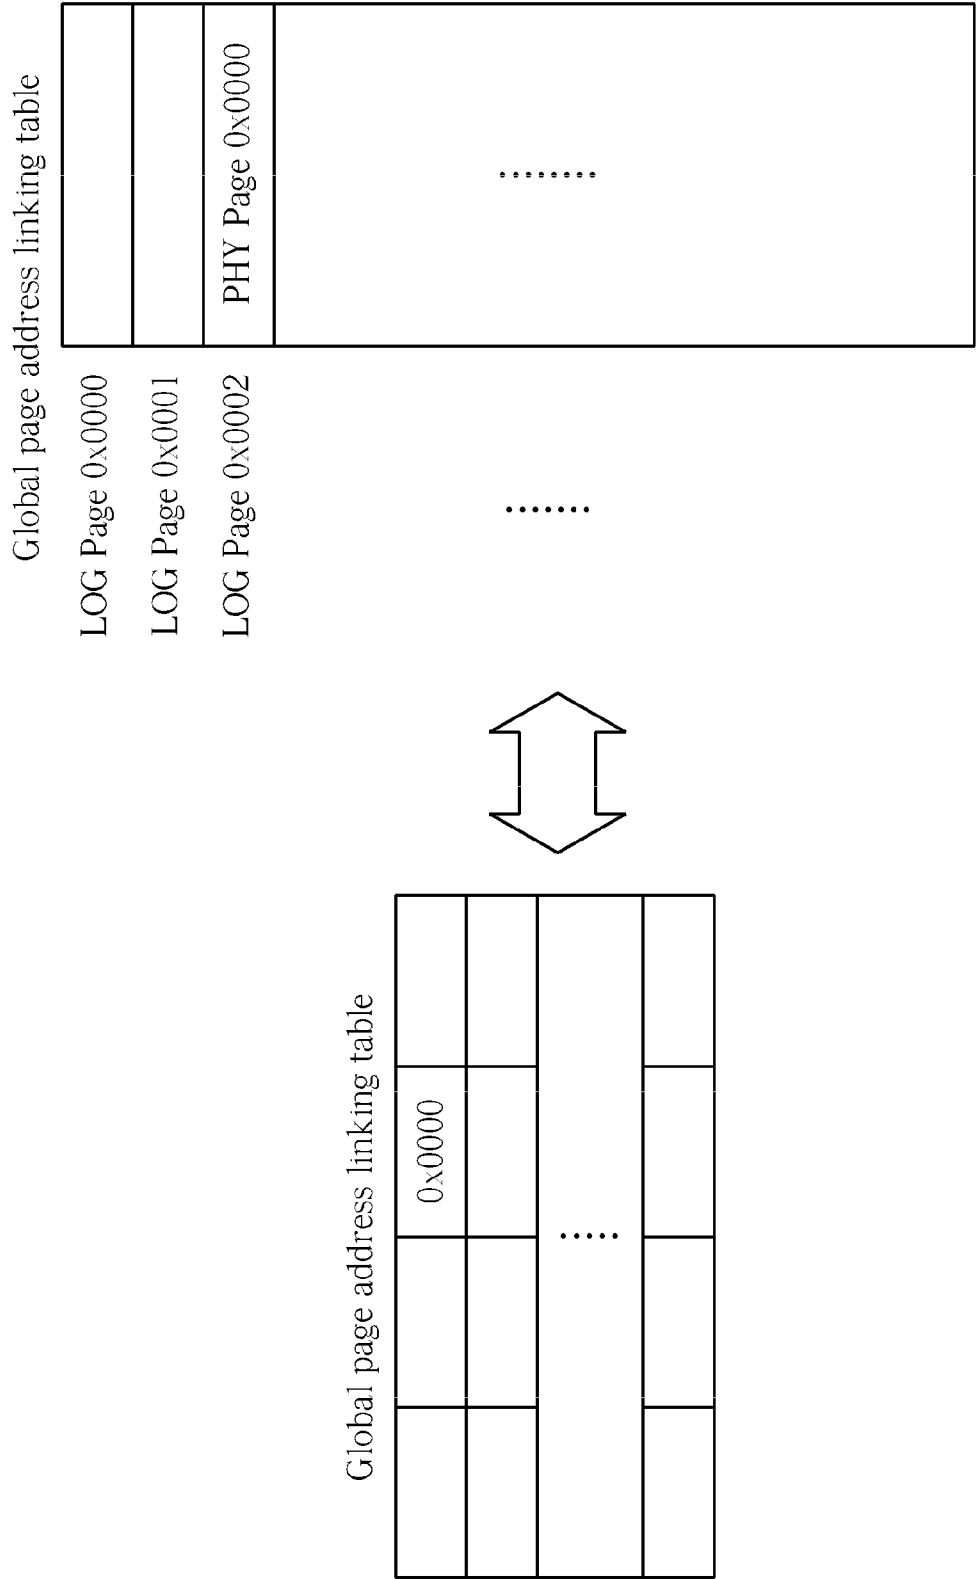 Global page address linking table
0x0000
.....
Global page address linking table
LOG Page 0x0000
LOG Page 0x0001
LOG Page 0x0002
PHY Page 0x0000
.......
........